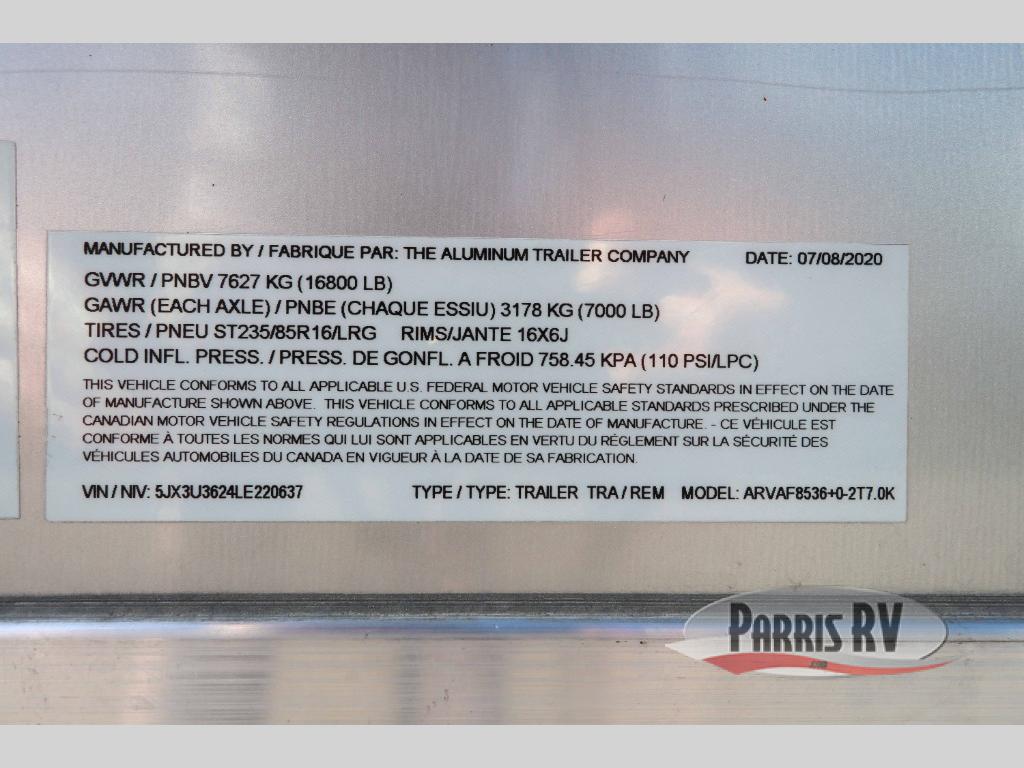 MANUFACTURED BY / FABRIQUE PAR: THE ALUMINUM TRAILER COMPANY DATE: 07/08/2020
GVWR / PNBV 7627 KG (16800 LB)
GAWR (EACH AXLE) / PNBE (CHAQUE ESSIU) 3178 KG (7000 LB)
TIRES / PNEU ST235/85R16/LRG RIMS/JANTE 16X6J
COLD INFL. PRESS. / PRESS. DE GONFL. A FROID 758.45 KPA (110 PSI/LPC)
THIS VEHICLE CONFORMS TO ALL APPLICABLE U.S. FEDERAL MOTOR VEHICLE SAFETY STANDARDS IN EFFECT ON THE DATE
OF MANUFACTURE SHOWN ABOVE. THIS VEHICLE CONFORMS TO ALL APPLICABLE STANDARDS PRESCRIBED UNDER THE
CANADIAN MOTOR VEHICLE SAFETY REGULATIONS IN EFFECT ON THE DATE OF MANUFACTURE. - CE VÉHICULE EST
CONFORME À TOUTES LES NORMES QUI LUI SONT APPLICABLES EN VERTU DU RÉGLEMENT SUR LA SÉCURITÉ DES
VÉHICULES AUTOMOBILES DU CANADA EN VIGUEUR À LA DATE DE SA FABRICATION.
VIN / NIV: 5JX3U3624LE220637 TYPE / TYPE: TRAILER TRA / REM MODEL: ARVAF8536+0-2T7.0K
PARRIS RV
.com